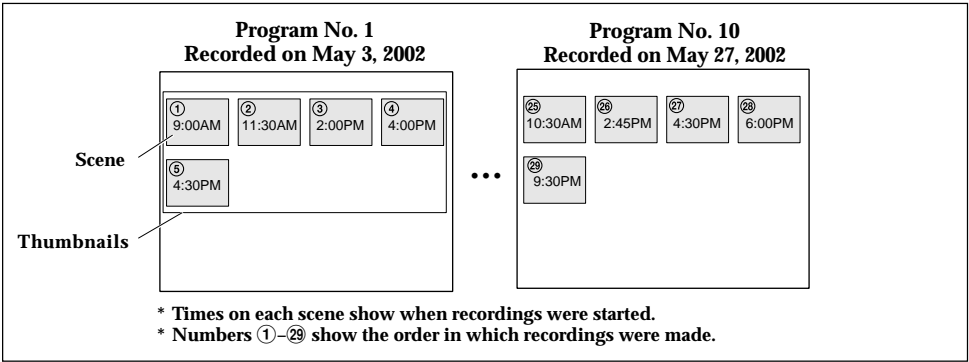 Program No. 1
Recorded on May 3, 2002
Program No. 10
Recorded on May 27, 2002
① ② ③ ④
9:00AM 11:30AM 2:00PM 4:00PM
㉕ ㉖ ㉗ ㉘
10:30AM 2:45PM 4:30PM 6:00PM
Scene
⑤
4:30PM
...
㉙
9:30PM
Thumbnails
* Times on each scene show when recordings were started.
* Numbers ①–㉙ show the order in which recordings were made.